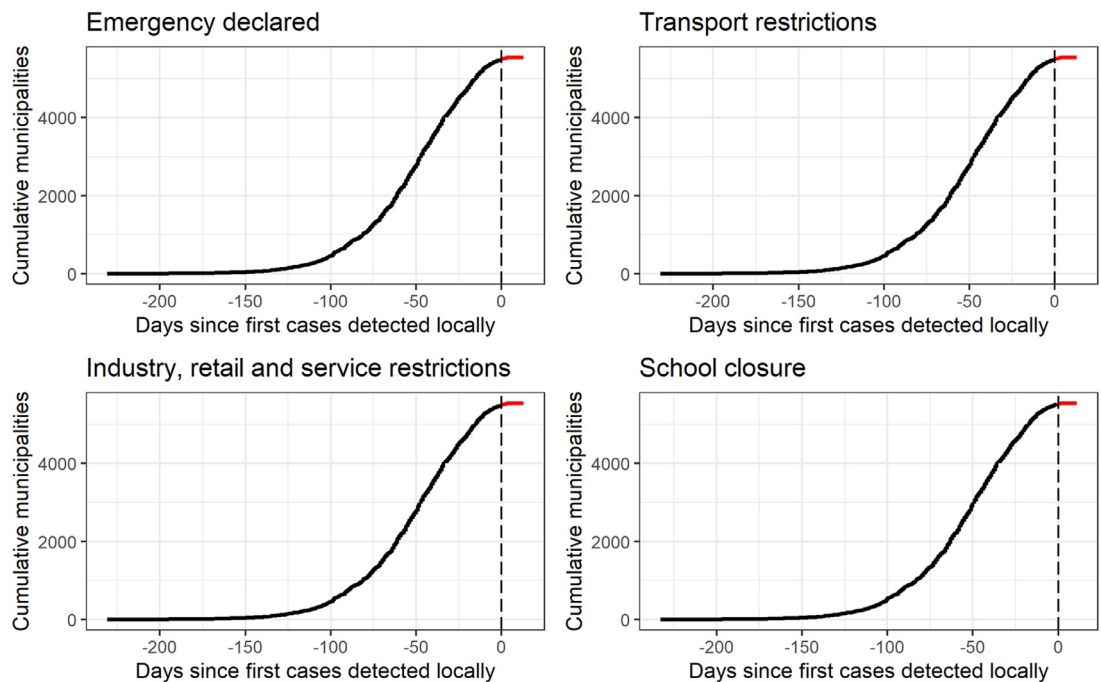 Emergency declared
Transport restrictions
Cumulative municipalities
4000
2000
0
-200
-150
-100
-50
0
Days since first cases detected locally
Cumulative municipalities
4000
2000
0
-200
-150
-100
-50
0
Days since first cases detected locally
Industry, retail and service restrictions
School closure
Cumulative municipalities
4000
2000
0
-200
-150
-100
-50
0
Days since first cases detected locally
Cumulative municipalities
4000
2000
0
-200
-150
-100
-50
0
Days since first cases detected locally